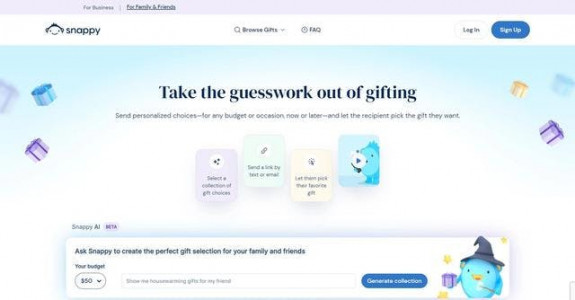 For Business | For Family & Friends
snappy Browse Gifts FAQ Log In Sign Up
Take the guesswork out of gifting
Send personalized choices—for any budget or occasion, now or later—and let the recipient pick the gift they want.
Select a
collection of
gift choices
Send a link by
text or email
Let them pick
their favorite
gift
Snappy AI BETA
Ask Snappy to create the perfect gift selection for your family and friends
Your budget
$50 Show me housewarming gifts for my friend Generate collection